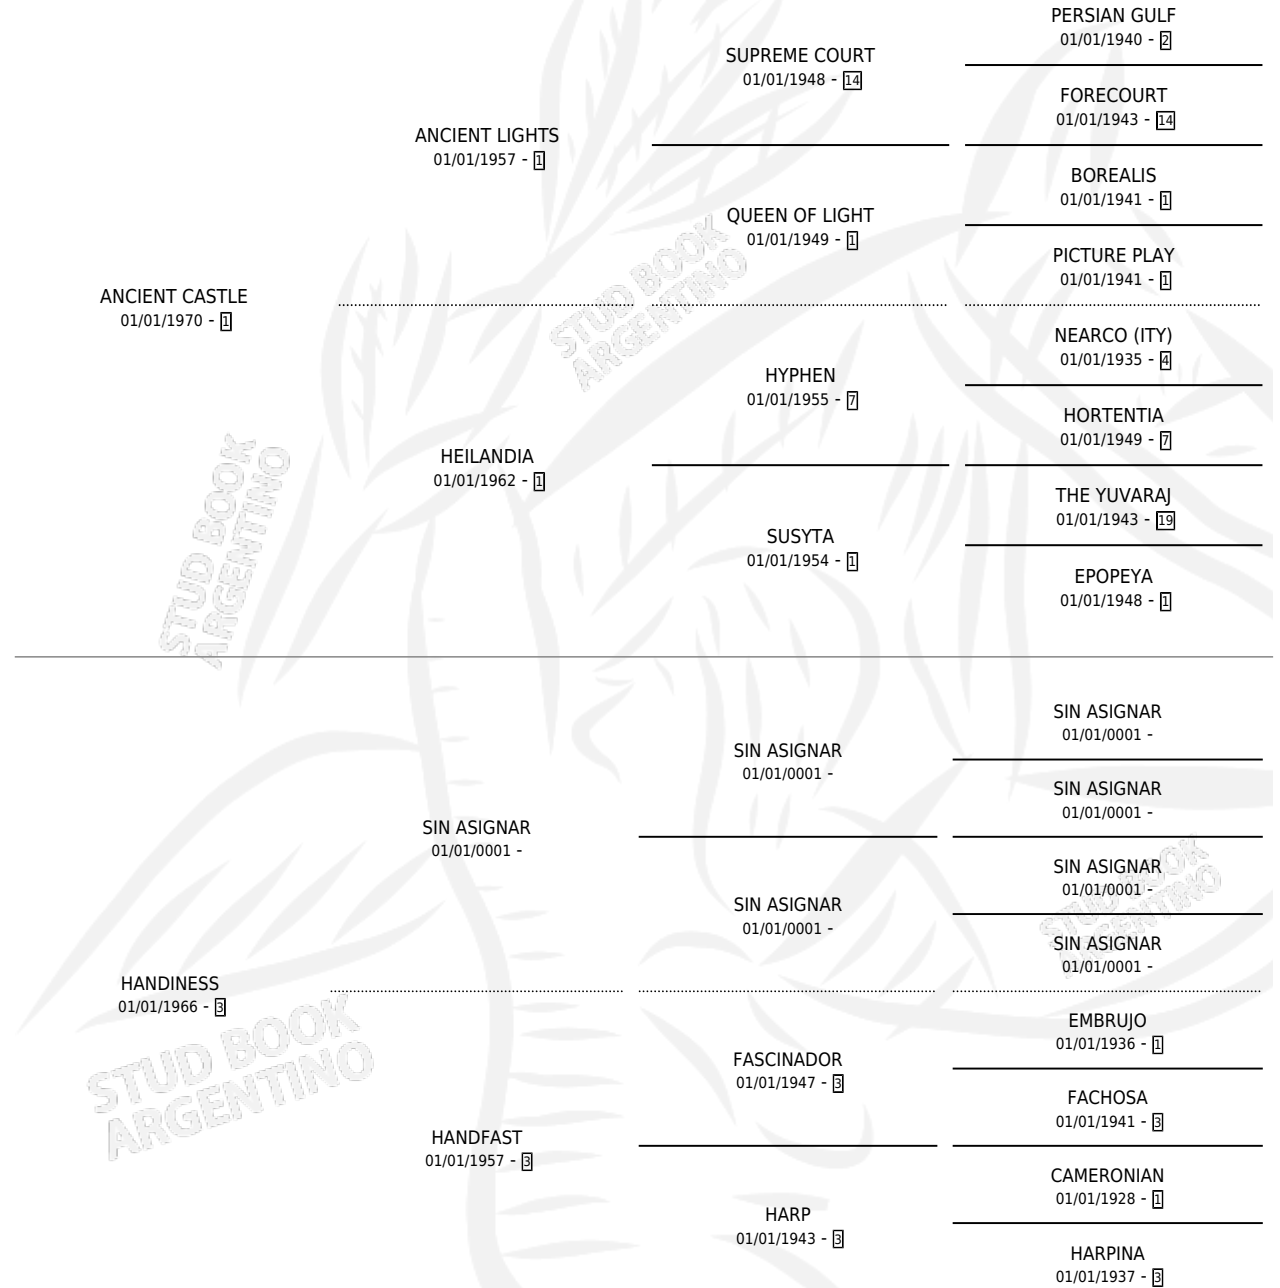 PERSIAN GULF
01/01/1940 - 2
SUPREME COURT
01/01/1948 - 14
FORECOURT
01/01/1943 - 14
ANCIENT LIGHTS
01/01/1957 - 1
BOREALIS
01/01/1941 - 1
QUEEN OF LIGHT
01/01/1949 - 1
PICTURE PLAY
01/01/1941 - 1
ANCIENT CASTLE
01/01/1970 - 1
NEARCO (ITY)
01/01/1935 - 4
HYPHEN
01/01/1955 - 7
HORTENTIA
01/01/1949 - 7
HEILANDIA
01/01/1962 - 1
THE YUVARAJ
01/01/1943 - 19
SUSYTA
01/01/1954 - 1
EPOPEYA
01/01/1948 - 1
STUD BOOK
ARGENTINO
STUD BOOK
ARGENTINO
SIN ASIGNAR
01/01/0001 -
SIN ASIGNAR
01/01/0001 -
SIN ASIGNAR
01/01/0001 -
SIN ASIGNAR
01/01/0001 -
SIN ASIGNAR
01/01/0001 -
SIN ASIGNAR
01/01/0001 -
SIN ASIGNAR
01/01/0001 -
HANDINESS
01/01/1966 - 3
EMBRUJO
01/01/1936 - 1
FASCINADOR
01/01/1947 - 3
FACHOSA
01/01/1941 - 3
HANDFAST
01/01/1957 - 3
CAMERONIAN
01/01/1928 - 1
HARP
01/01/1943 - 3
HARPINA
01/01/1937 - 3
STUD BOOK
ARGENTINO
STUD BOOK
ARGENTINO